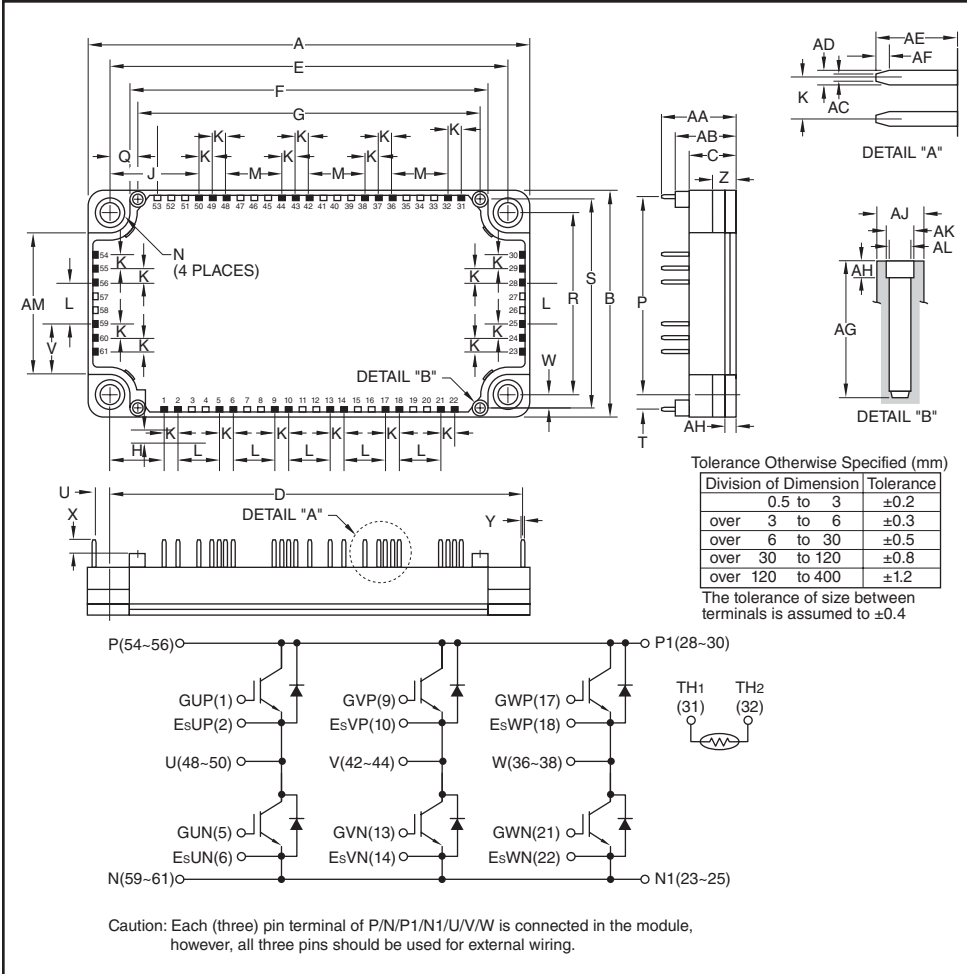 A
E
F
G
K K K K
Q K K K
J M M M
53 52 51 50 49 48 47 46 45 44 43 42 41 40 39 38 37 36 35 34 33 32 31
N
(4 PLACES)
54
55
56
57
58
59
60
61
30
29
28
27
26
25
24
23
K K
K K
K K
K K
AM
L
V
L
R
S
B
W
DETAIL "B"
1 2 3 4 5 6 7 8 9 10 11 12 13 14 15 16 17 18 19 20 21 22
K K K K K K
H L L L L L
AA
AB
C
Z
P
T
AH
AE
AD
AF
K
AC
DETAIL "A"
AJ
AK
AL
AH
AG
DETAIL "B"
U
D
X
DETAIL "A"
Y
Tolerance Otherwise Specified (mm)
Division of Dimension Tolerance
0.5 to 3 ±0.2
over 3 to 6 ±0.3
over 6 to 30 ±0.5
over 30 to 120 ±0.8
over 120 to 400 ±1.2
The tolerance of size between
terminals is assumed to ±0.4
P(54~56) P1(28~30)
GUP(1) GVP(9) GWP(17)
EsUP(2) EsVP(10) EsWP(18)
TH1 TH2
(31) (32)
U(48~50) V(42~44) W(36~38)
GUN(5) GVN(13) GWN(21)
EsUN(6) EsVN(14) EsWN(22)
N(59~61) N1(23~25)
Caution: Each (three) pin terminal of P/N/P1/N1/U/V/W is connected in the module,
however, all three pins should be used for external wiring.